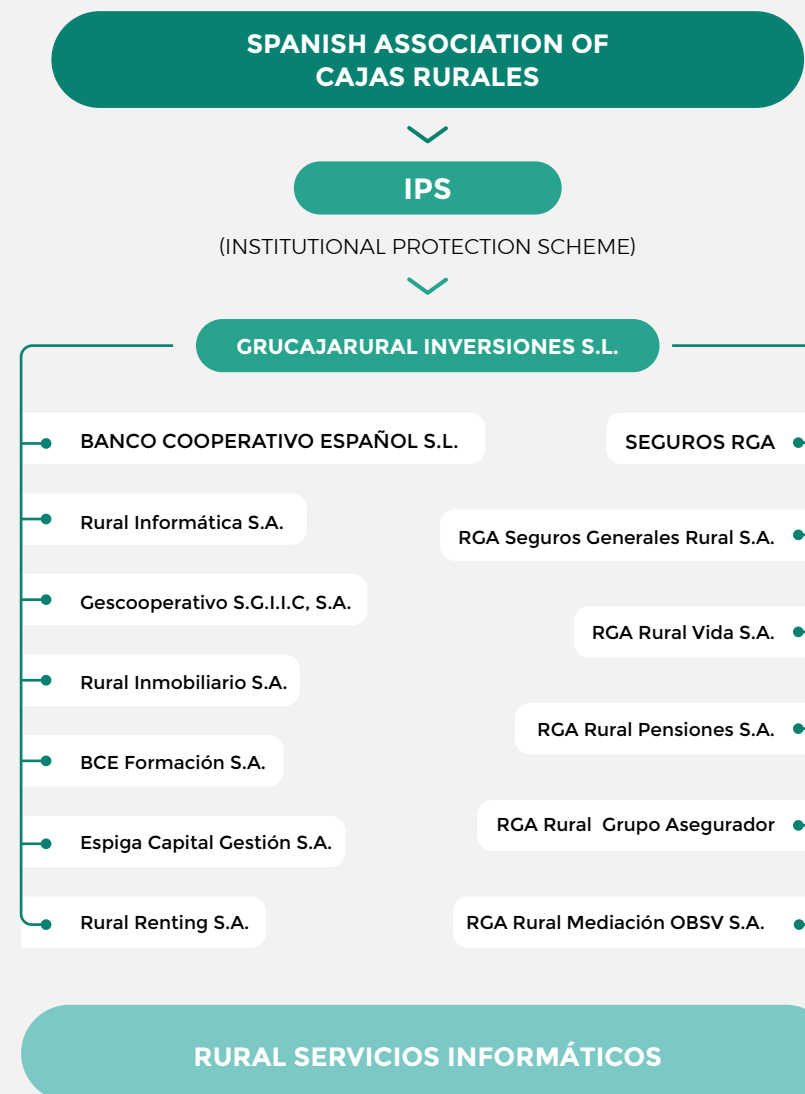 SPANISH ASSOCIATION OF
CAJAS RURALES
IPS
(INSTITUTIONAL PROTECTION SCHEME)
GRUCAJARURAL INVERSIONES S.L.
BANCO COOPERATIVO ESPAÑOL S.L.
Rural Informática S.A.
Gescooperativo S.G.I.I.C, S.A.
Rural Inmobiliario S.A.
BCE Formación S.A.
Espiga Capital Gestión S.A.
Rural Renting S.A.
SEGUROS RGA
RGA Seguros Generales Rural S.A.
RGA Rural Vida S.A.
RGA Rural Pensiones S.A.
RGA Rural Grupo Asegurador
RGA Rural Mediación OBSV S.A.
RURAL SERVICIOS INFORMÁTICOS